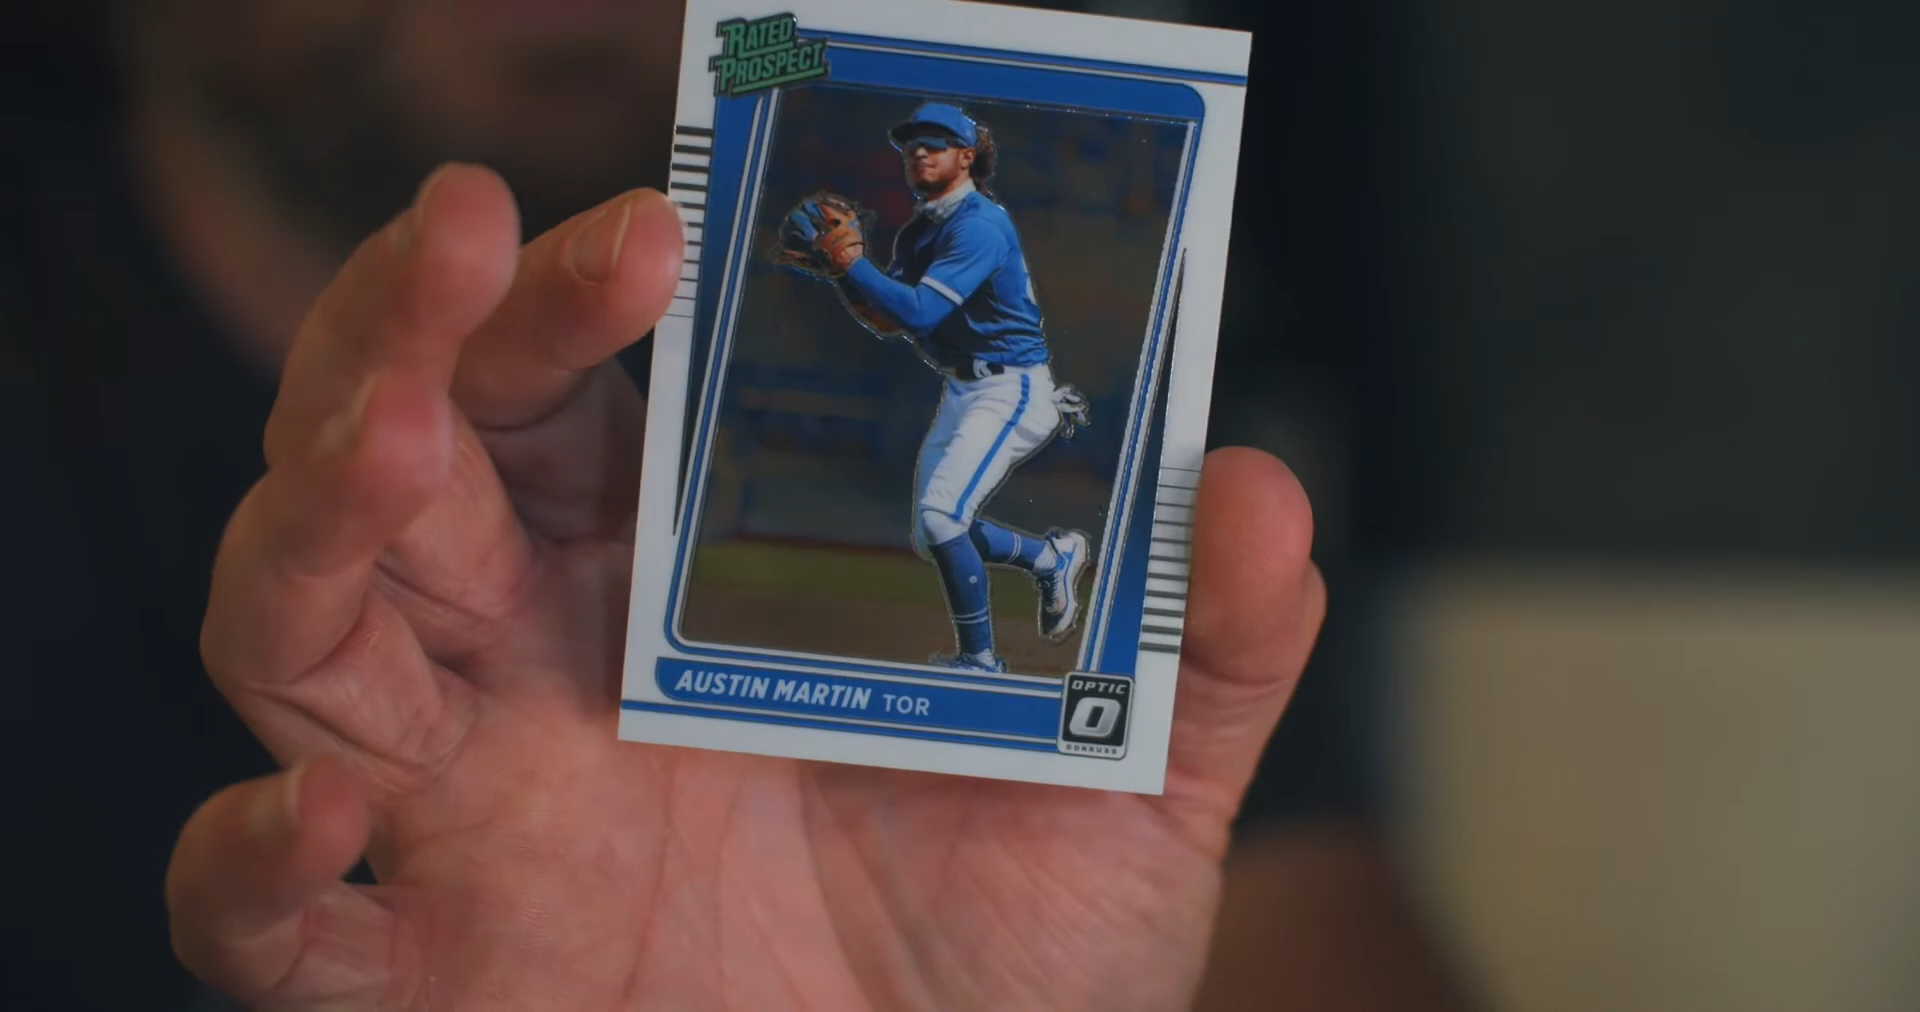 RATED
PROSPECT
AUSTIN MARTIN TOR
OPTIC
O
DONRUSS